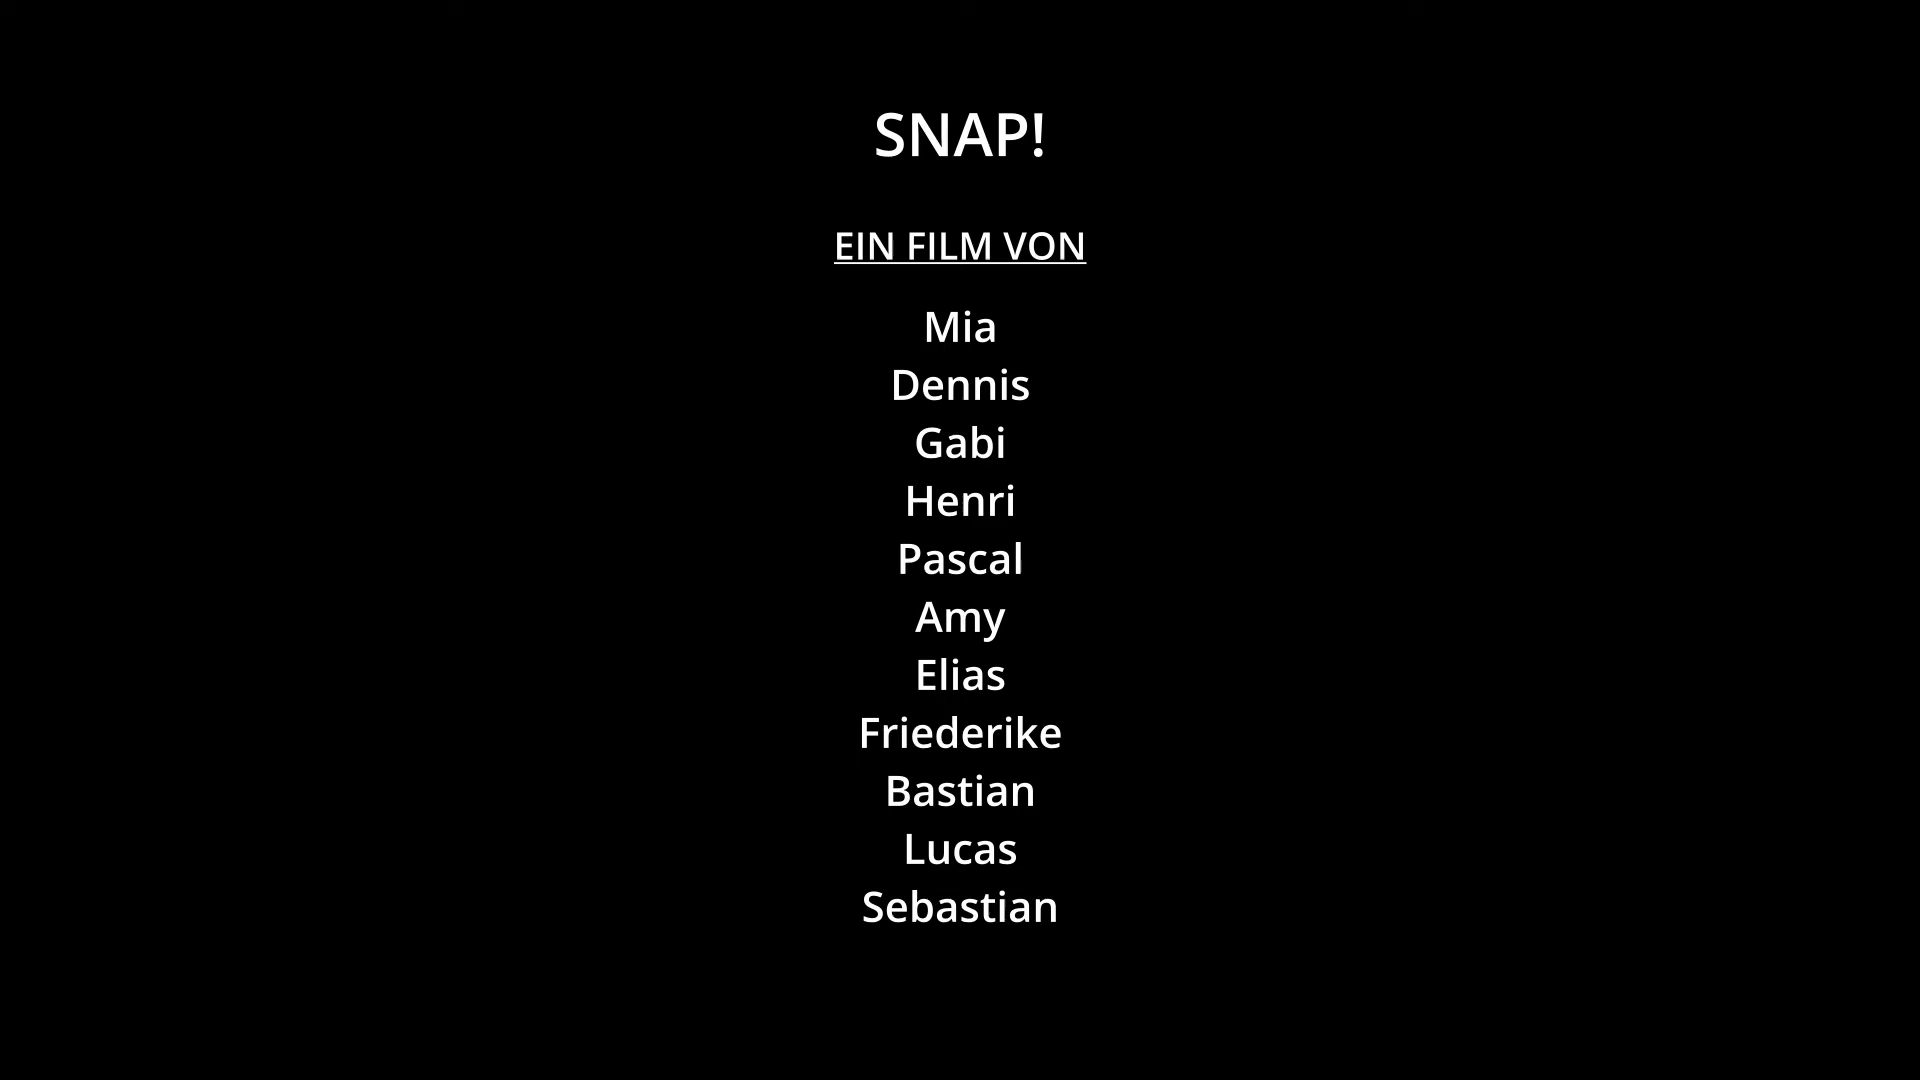 SNAP!
EIN FILM VON
Mia
Dennis
Gabi
Henri
Pascal
Amy
Elias
Friederike
Bastian
Lucas
Sebastian